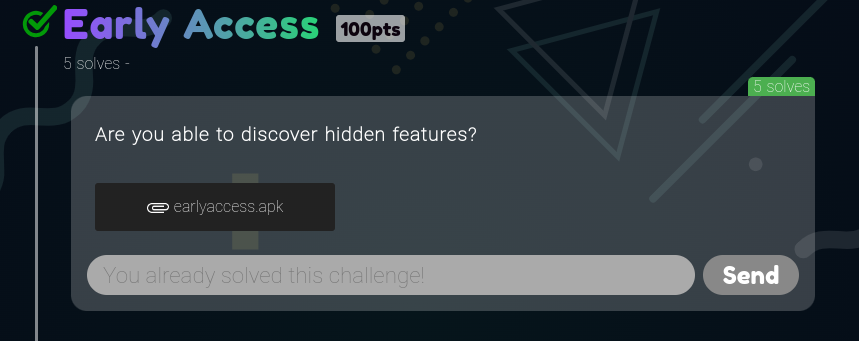 Early Access 100pts
5 solves -
5 solves
Are you able to discover hidden features?
earlyaccess.apk
You already solved this challenge!
Send